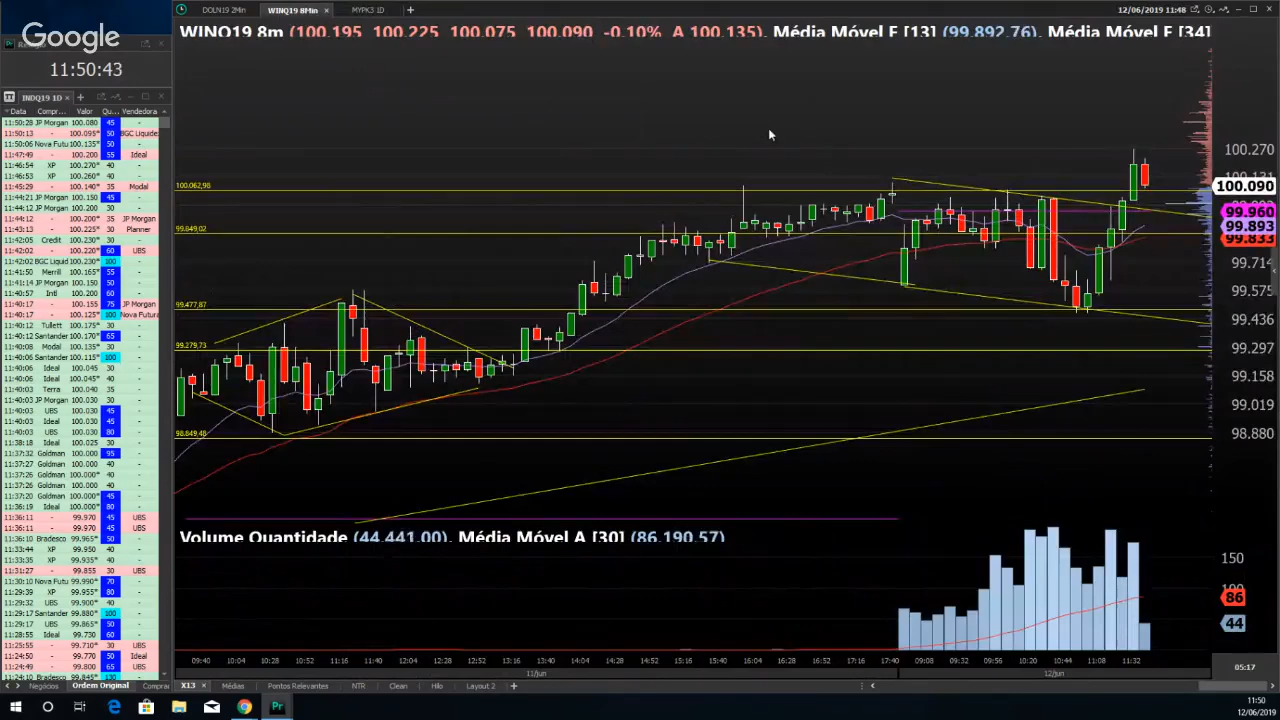 DOLN19 2Min WINQ19 8Min × MYPK3 1D + 12/06/2019 11:48
Google
11:50:43
WINQ19 8m (100.195 100.225 100.075 100.090 -0.10% A 100.135). Média Móvel E [13] (99.892,76). Média Móvel E [34]
INDQ19 1D × +
Data Compr... Valor Qu... Vendedora
11:50:28 JP Morgan 100.080 45 -
11:50:13 - 100.095* 50 BGC Liquidez
11:50:06 Nova Futu 100.135* 50 -
11:47:49 - 100.200 55 Ideal
11:46:54 XP 100.270* 40 -
11:46:53 XP 100.260* 40 -
11:45:29 - 100.140* 35 Modal
11:44:21 JP Morgan 100.150 45 -
11:44:12 JP Morgan 100.200 30 -
11:44:12 - 100.200* 35 JP Morgan
11:43:13 - 100.225* 30 Planner
11:42:05 Credit 100.230* 30 -
11:42:02 - 100.220* 60 UBS
11:42:02 BGC Liquid 100.230* 100 -
11:42:01 Merrill 100.165* 55 -
11:41:14 JP Morgan 100.150 50 -
11:40:57 Intl 100.200 60 -
11:40:17 - 100.155 75 JP Morgan
11:40:17 - 100.125* 100 Nova Futura
11:40:12 Tullett 100.175* 30 -
11:40:12 Santander 100.170* 65 -
11:40:08 Modal 100.135* 30 -
11:40:06 Santander 100.115* 100 -
11:40:06 Ideal 100.045 30 -
11:40:06 Ideal 100.045* 40 -
11:40:03 Terra 100.040 35 -
11:40:03 JP Morgan 100.030 40 -
11:40:03 UBS 100.030 45 -
11:40:03 Ideal 100.030 45 -
11:40:03 UBS 100.030 80 -
11:38:18 Ideal 100.025 30 -
11:37:32 Goldman 100.000 95 -
11:37:27 Goldman 100.000 40 -
11:37:26 Goldman 100.000* 40 -
11:37:26 Goldman 100.000 40 -
11:37:20 Goldman 100.000* 45 -
11:36:19 Ideal 100.000* 80 -
11:36:11 - 99.970 45 UBS
11:36:11 - 99.970 45 UBS
11:36:10 Bradesco 99.965* 50 -
11:33:44 XP 99.950 40 -
11:33:35 XP 99.935* 40 -
11:31:27 - 99.855 30 UBS
11:30:10 Nova Futu 99.990* 70 -
11:29:39 XP 99.955* 80 -
11:29:32 UBS 99.900* 40 -
11:29:17 Santander 99.880* 100 -
11:29:17 UBS 99.865* 50 -
11:28:55 Ideal 99.730 60 -
11:25:55 - 99.710* 30 UBS
11:24:50 - 99.770 50 Ideal
11:24:49 - 99.800 65 UBS
100.062,98
99.849,02
99.477,87
99.279,73
98.849,48
100.270
100.090
99.960
99.893
99.833
99.714
99.575
99.436
99.297
99.158
99.019
98.880
Volume Quantidade (44.441,00). Média Móvel A [30] (86.190,57)
150
86
44
09:40 10:04 10:28 10:52 11:16 11:40 12:04 12:28 12:52 13:16 13:40 14:04 14:28 14:52 15:16 15:40 16:04 16:28 16:52 17:16 17:40 09:08 09:32 09:56 10:20 10:44 11:08 11:32
05:17
11/jun 12/jun
Negócios Ordem Original Comprac X13 × Médias Pontos Relevantes NTR Clean Hilo Layout 2 +
Pr
11:50
12/06/2019